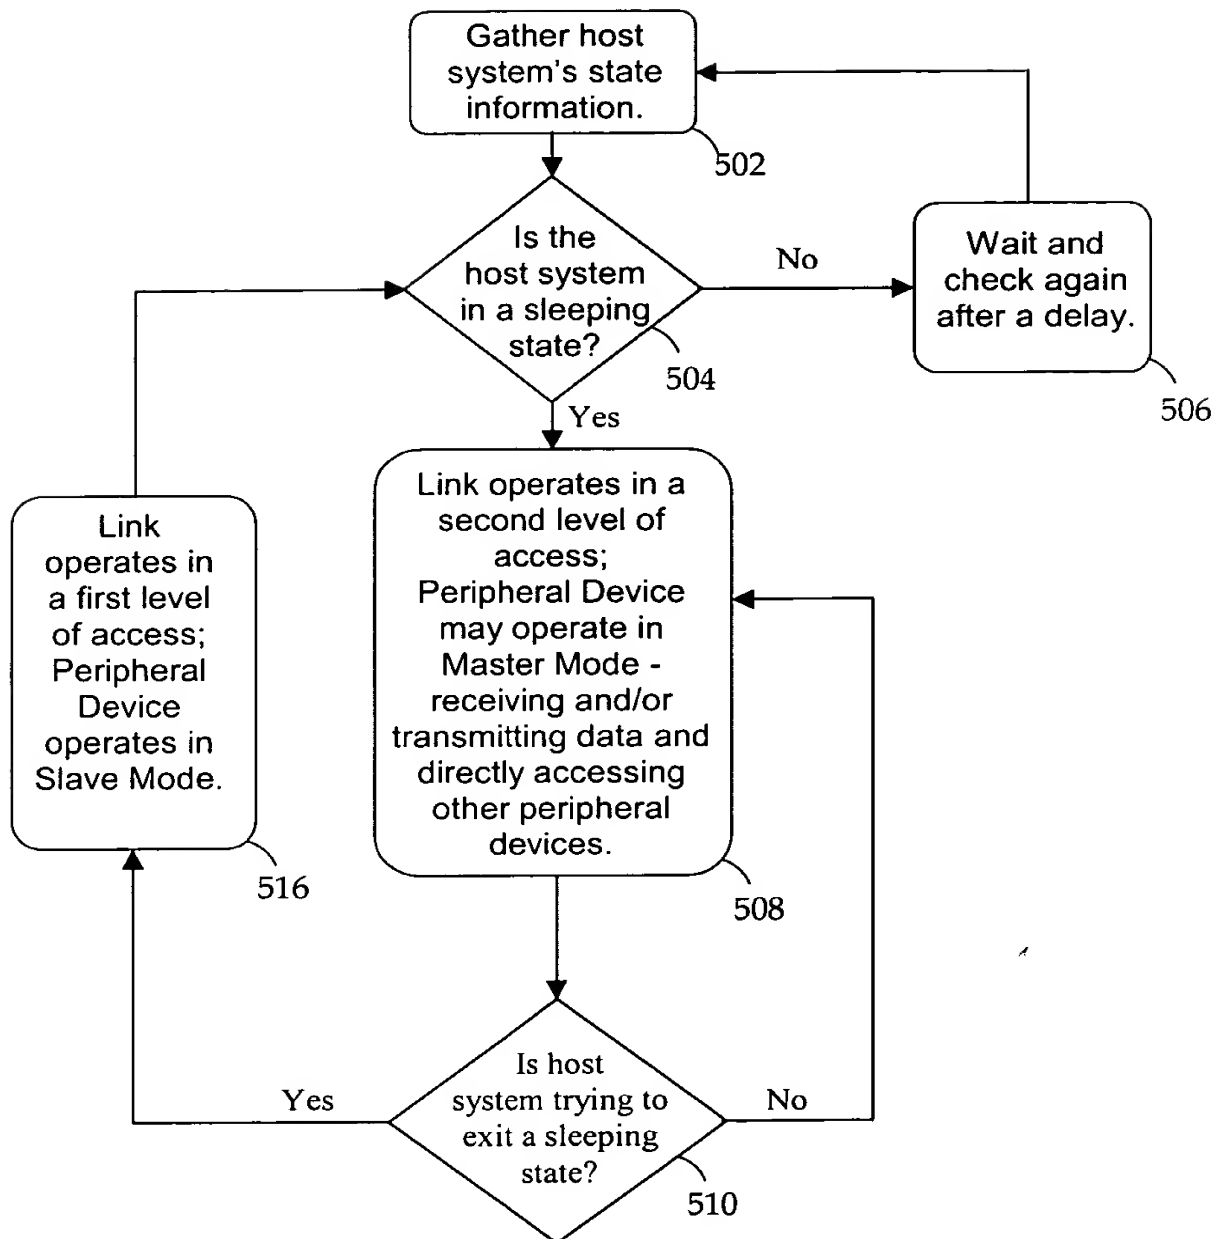 Gather host
system's state
information.
502
Is the
host system
in a sleeping
state?
504
No
Wait and
check again
after a delay.
506
Yes
Link operates in a
second level of
access;
Peripheral Device
may operate in
Master Mode -
receiving and/or
transmitting data and
directly accessing
other peripheral
devices.
508
Link
operates in
a first level
of access;
Peripheral
Device
operates in
Slave Mode.
516
Is host
system trying to
exit a sleeping
state?
510
Yes
No